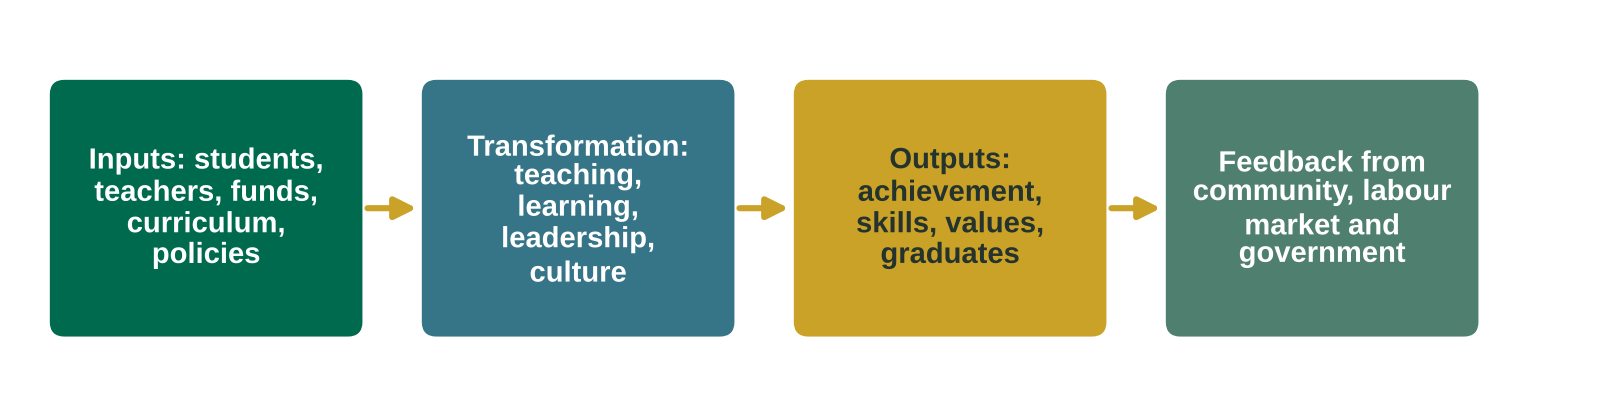 Inputs: students,
teachers, funds,
curriculum,
policies
Transformation:
teaching,
learning,
leadership,
culture
Outputs:
achievement,
skills, values,
graduates
Feedback from
community, labour
market and
government